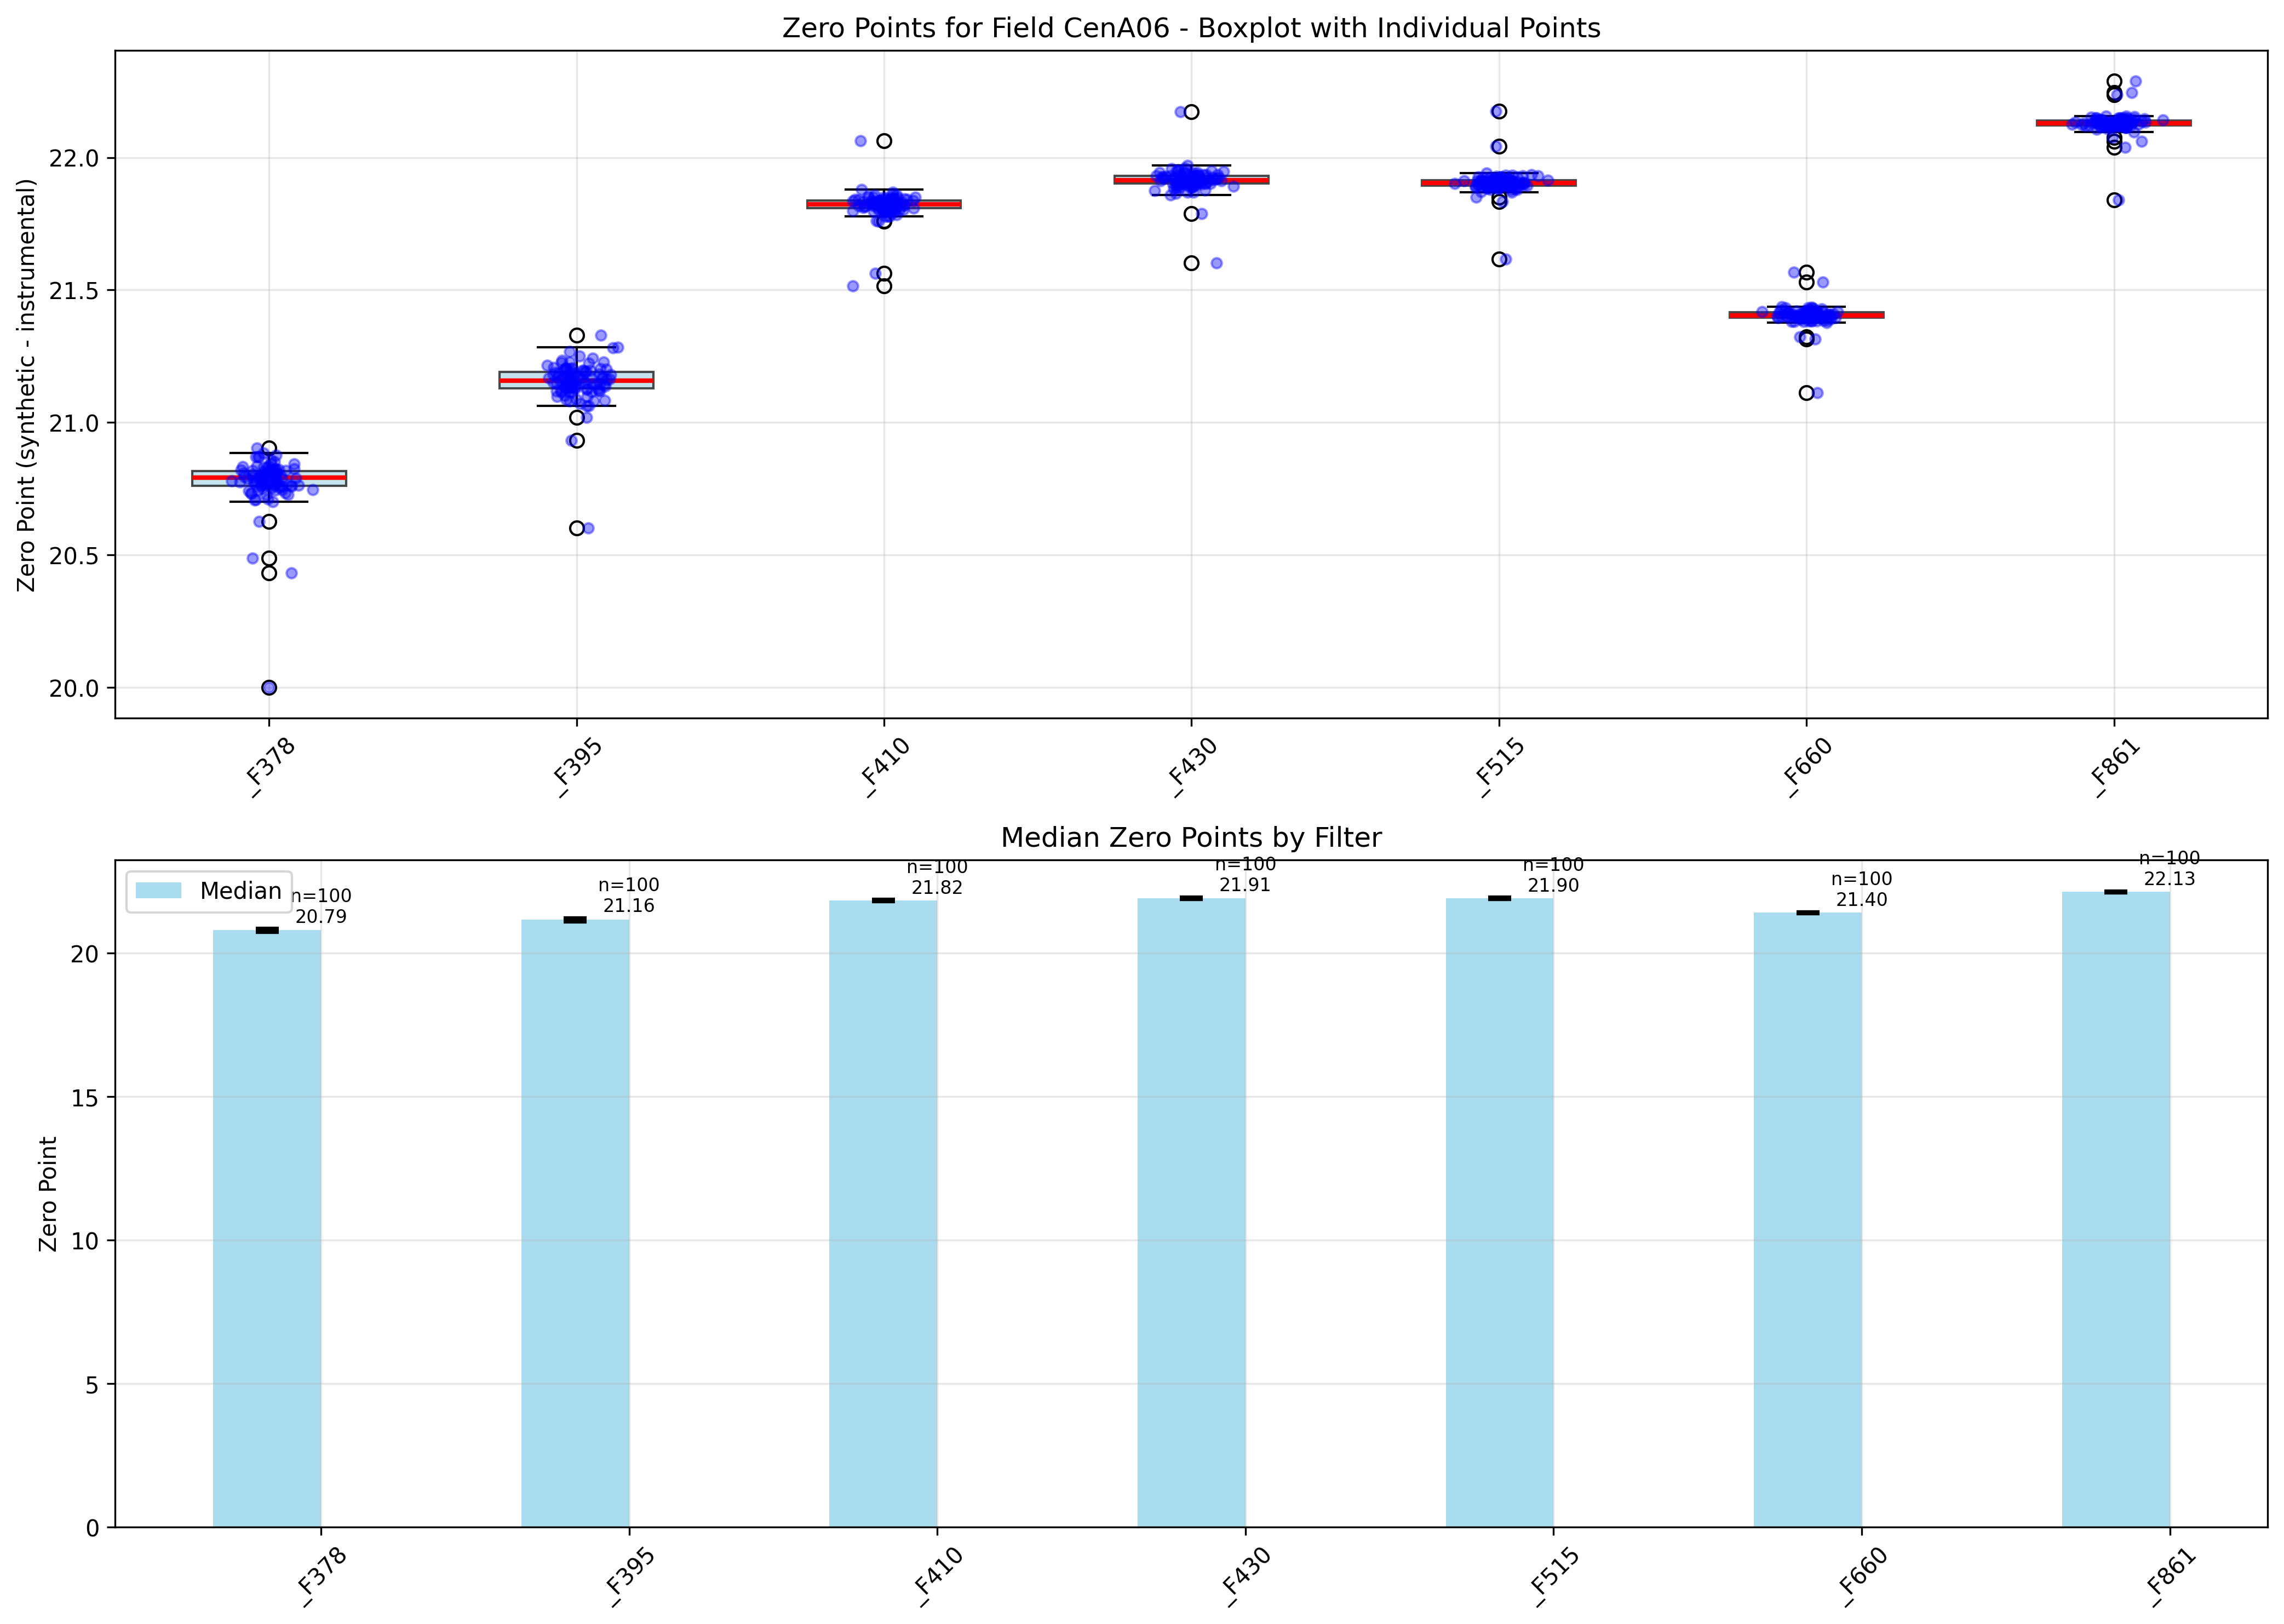 Zero Points for Field CenA06 - Boxplot with Individual Points
Zero Point (synthetic - instrumental)
22.0
21.5
21.0
20.5
20.0
_F378
_F395
_F410
_F430
_F515
_F660
_F861
Median Zero Points by Filter
Median
n=100
20.79
n=100
21.16
n=100
21.82
n=100
21.91
n=100
21.90
n=100
21.40
n=100
22.13
Zero Point
20
15
10
5
0
_F378
_F395
_F410
_F430
_F515
_F660
_F861